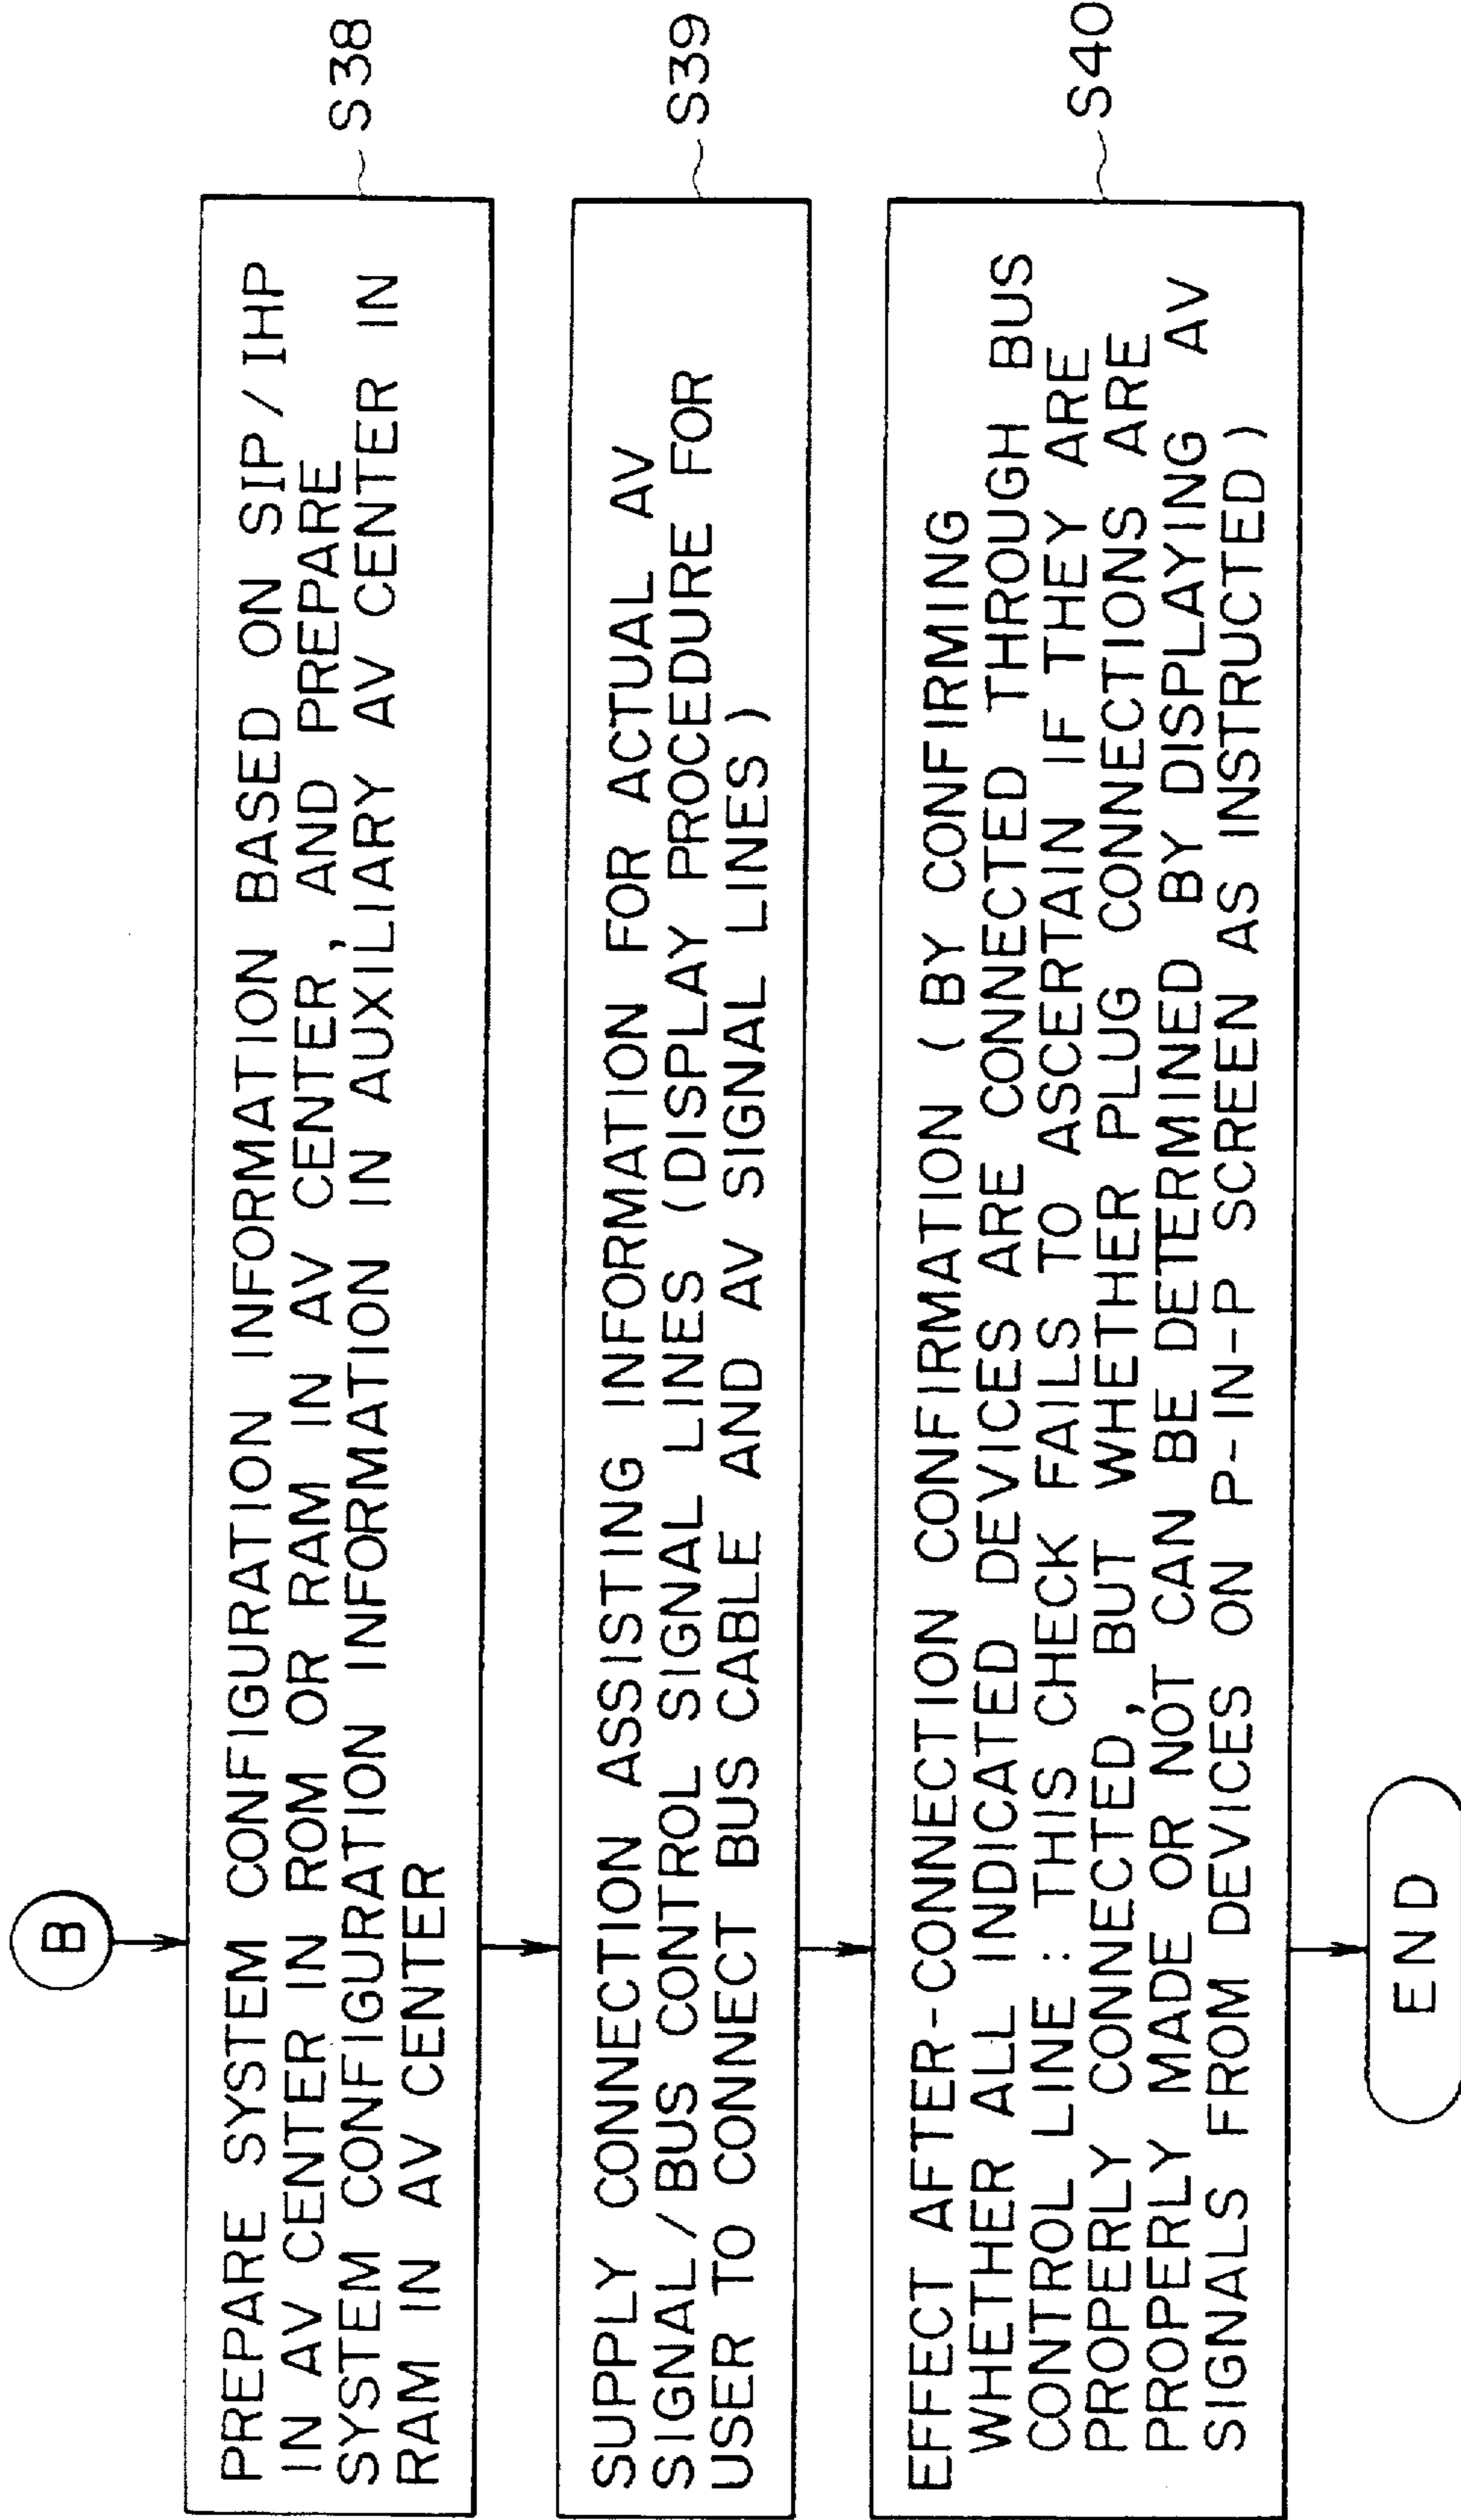 B
PREPARE SYSTEM CONFIGURATION INFORMATION BASED ON SIP/IHP
IN AV CENTER IN ROM OR RAM IN AV CENTER, AND PREPARE
SYSTEM CONFIGURATION INFORMATION IN AUXILIARY AV CENTER IN
RAM IN AV CENTER
S38
SUPPLY CONNECTION ASSISTING INFORMATION FOR ACTUAL AV
SIGNAL/BUS CONTROL SIGNAL LINES (DISPLAY PROCEDURE FOR
USER TO CONNECT BUS CABLE AND AV SIGNAL LINES)
S39
EFFECT AFTER-CONNECTION CONFIRMATION (BY CONFIRMING
WHETHER ALL INDICATED DEVICES ARE CONNECTED THROUGH BUS
CONTROL LINE : THIS CHECK FAILS TO ASCERTAIN IF THEY ARE
PROPERLY CONNECTED, BUT WHETHER PLUG CONNECTIONS ARE
PROPERLY MADE OR NOT CAN BE DETERMINED BY DISPLAYING AV
SIGNALS FROM DEVICES ON P-IN-P SCREEN AS INSTRUCTED)
S40
END